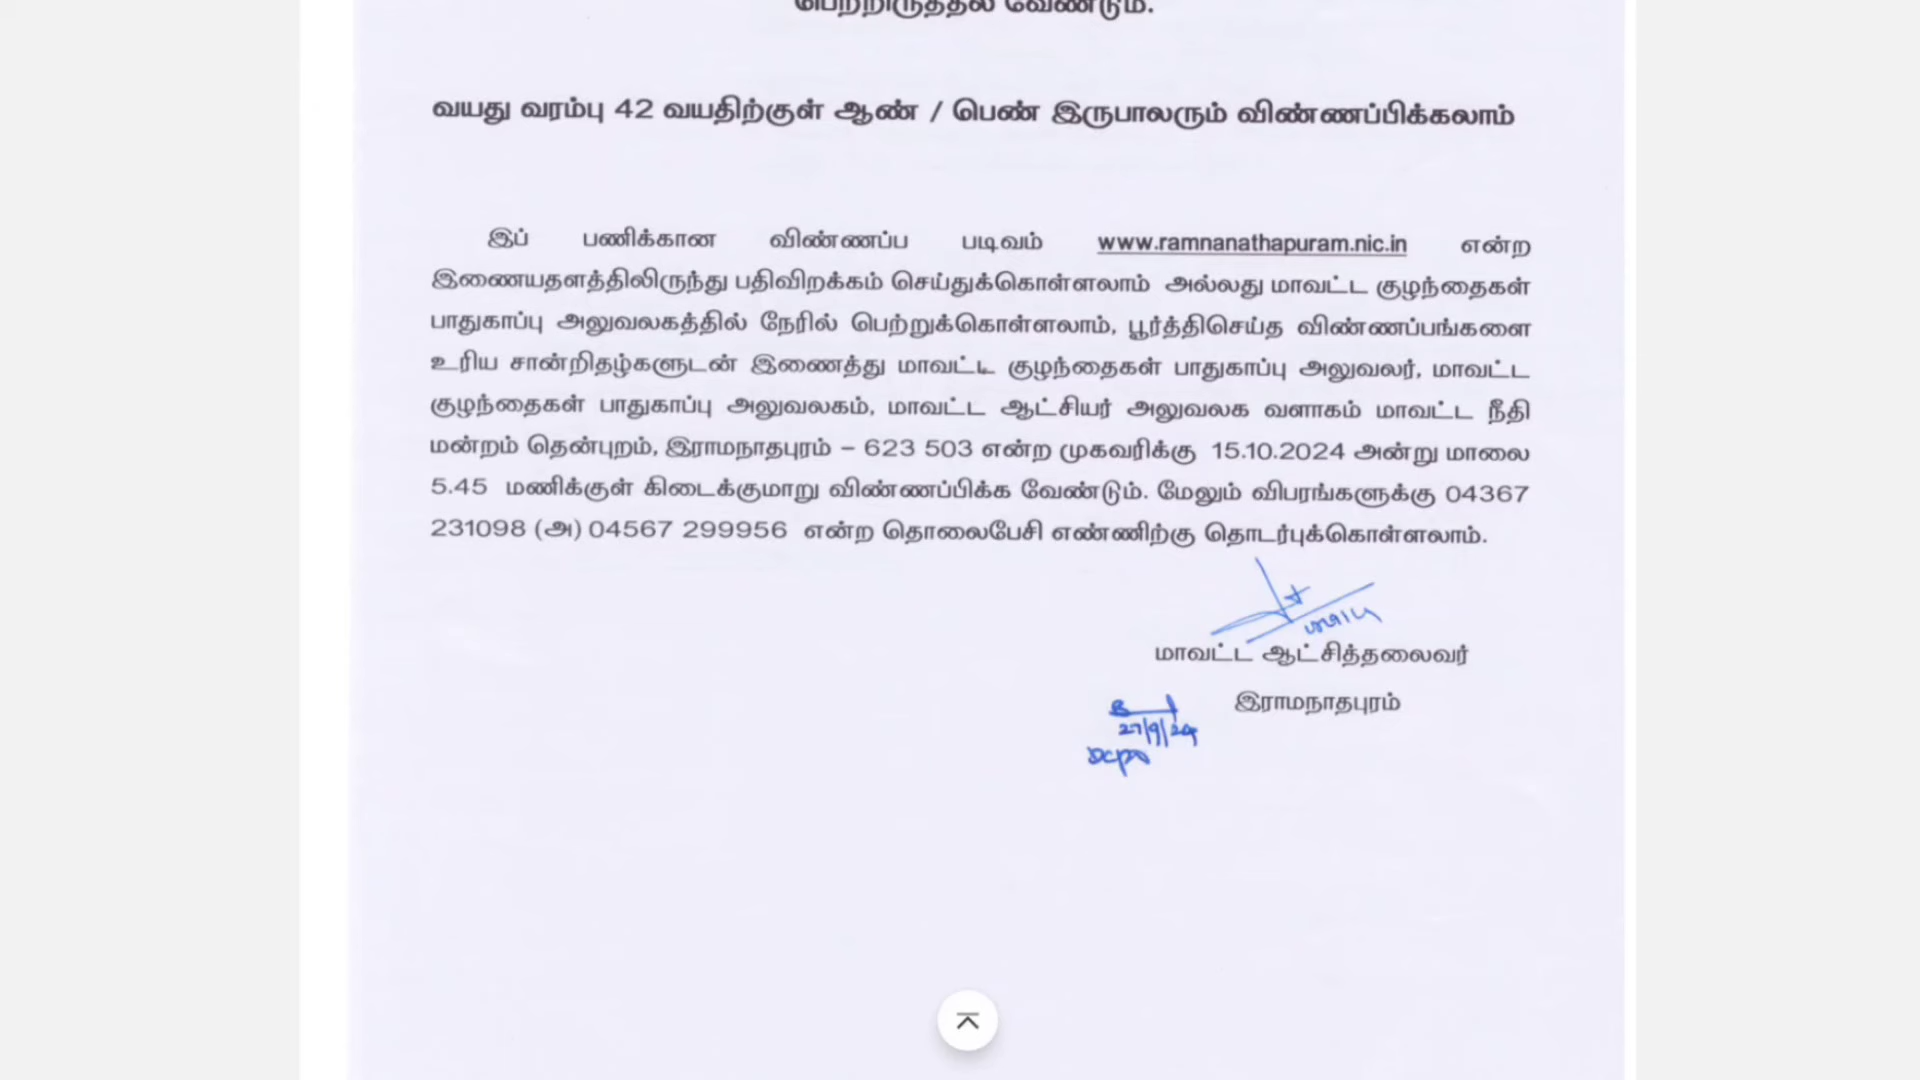 பெற்றிருத்தல் வேண்டும்.
வயது வரம்பு 42 வயதிற்குள் ஆண் / பெண் இருபாலரும் விண்ணப்பிக்கலாம்
இப் பணிக்கான விண்ணப்ப படிவம் www.ramnanathapuram.nic.in என்ற
இணையதளத்திலிருந்து பதிவிறக்கம் செய்துக்கொள்ளலாம் அல்லது மாவட்ட குழந்தைகள்
பாதுகாப்பு அலுவலகத்தில் நேரில் பெற்றுக்கொள்ளலாம், பூர்த்திசெய்த விண்ணப்பங்களை
உரிய சான்றிதழ்களுடன் இணைத்து மாவட்டி குழந்தைகள் பாதுகாப்பு அலுவலர், மாவட்ட
குழந்தைகள் பாதுகாப்பு அலுவலகம், மாவட்ட ஆட்சியர் அலுவலக வளாகம் மாவட்ட நீதி
மன்றம் தென்புறம், இராமநாதபுரம் – 623 503 என்ற முகவரிக்கு 15.10.2024 அன்று மாலை
5.45 மணிக்குள் கிடைக்குமாறு விண்ணப்பிக்க வேண்டும். மேலும் விபரங்களுக்கு 04367
231098 (அ) 04567 299956 என்ற தொலைபேசி எண்ணிற்கு தொடர்புக்கொள்ளலாம்.
மாவட்ட ஆட்சித்தலைவர்
இராமநாதபுரம்
27/9/24
DCPO